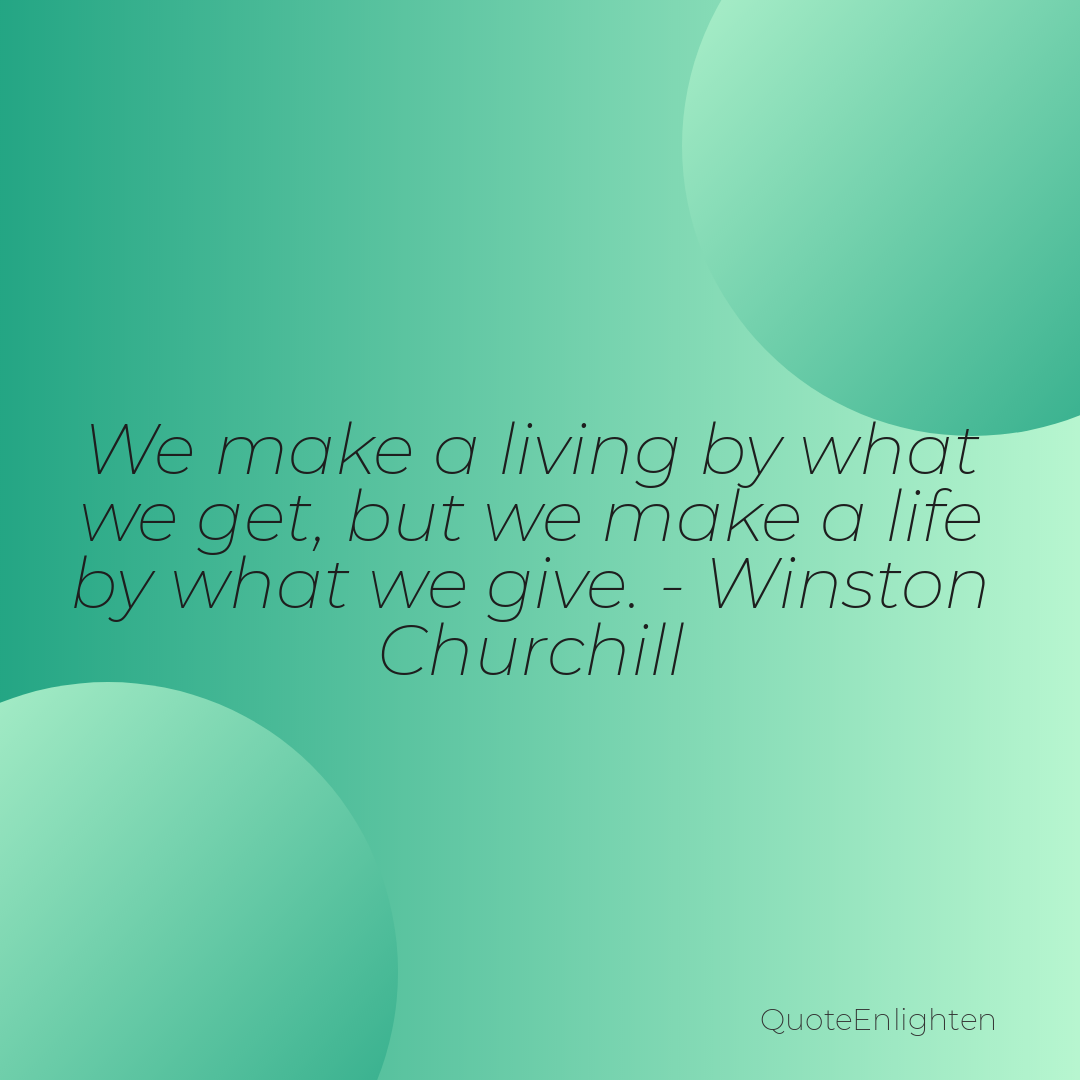 We make a living by what
we get, but we make a life
by what we give. - Winston
Churchill
QuoteEnlighten